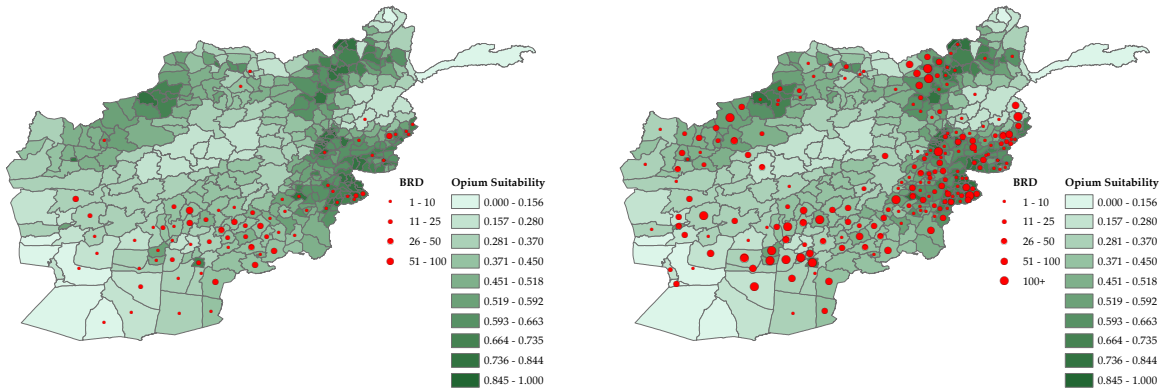 BRD Opium Suitability
1 - 10 0.000 - 0.156
11 - 25 0.157 - 0.280
26 - 50 0.281 - 0.370
51 - 100 0.371 - 0.450
0.451 - 0.518
0.519 - 0.592
0.593 - 0.663
0.664 - 0.735
0.736 - 0.844
0.845 - 1.000
BRD Opium Suitability
1 - 10 0.000 - 0.156
11 - 25 0.157 - 0.280
26 - 50 0.281 - 0.370
51 - 100 0.371 - 0.450
100+ 0.451 - 0.518
0.519 - 0.592
0.593 - 0.663
0.664 - 0.735
0.736 - 0.844
0.845 - 1.000